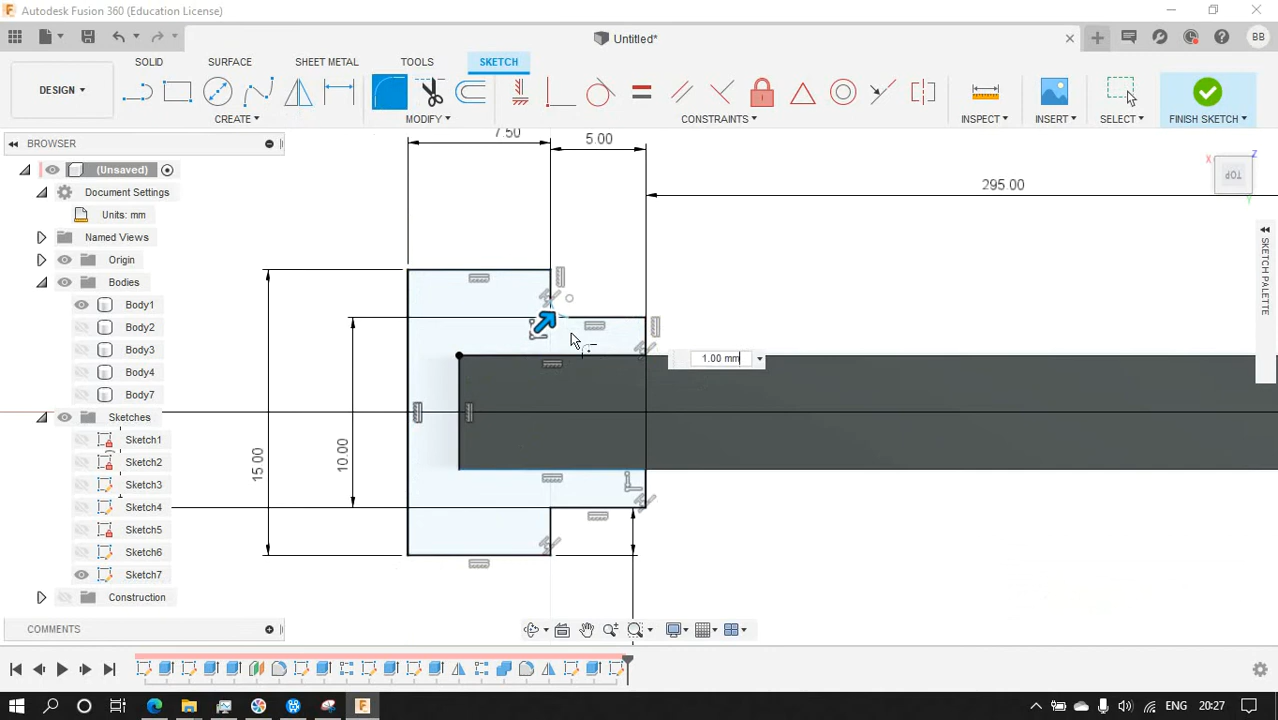 Autodesk Fusion 360 (Education License)
Untitled*
BB
SOLID
SURFACE
SHEET METAL
TOOLS
SKETCH
DESIGN
CREATE
MODIFY
CONSTRAINTS
INSPECT
INSERT
SELECT
FINISH SKETCH
BROWSER
(Unsaved)
Document Settings
Units: mm
Named Views
Origin
Bodies
Body1
Body2
Body3
Body4
Body7
Sketches
Sketch1
Sketch2
Sketch3
Sketch4
Sketch5
Sketch6
Sketch7
Construction
COMMENTS
7.50
5.00
295.00
15.00
10.00
1.00 mm
X
Z
Y
TOP
SKETCH PALETTE
ENG
20:27